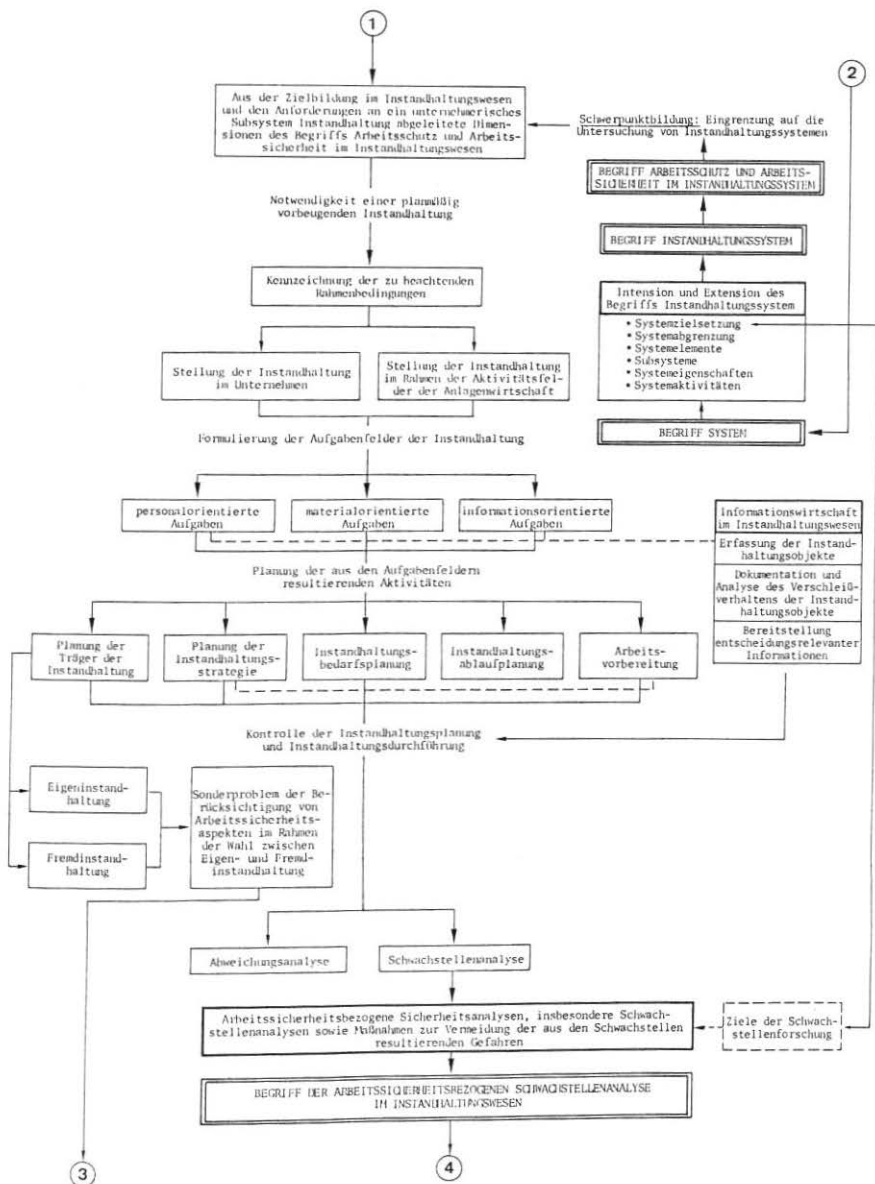 1
2
Aus der Zielbildung im Instandhaltungswesen
und den Anforderungen an ein unternehmerisches
Subsystem Instandhaltung abgeleitete Dimen-
sionen des Begriffs Arbeitsschutz und Arbeits-
sicherheit im Instandhaltungswesen
Schwerpunktbildung: Eingrenzung auf die
Untersuchung von Instandhaltungssystemen
BEGRIFF ARBEITSSCHUTZ UND ARBEITS-
SICHERHEIT IM INSTANDHALTUNGSSYSTEM
Notwendigkeit einer planmäßig
vorbeugenden Instandhaltung
BEGRIFF INSTANDHALTUNGSSYSTEM
Kennzeichnung der zu beachtenden
Rahmenbedingungen
Intension und Extension des
Begriffs Instandhaltungssystem
• Systemzielsetzung
• Systemabgrenzung
• Systemelemente
• Subsysteme
• Systemeigenschaften
• Systemaktivitäten
Stellung der Instandhaltung
im Unternehmen
Stellung der Instandhaltung
im Rahmen der Aktivitätsfel-
der der Anlagenwirtschaft
BEGRIFF SYSTEM
Formulierung der Aufgabenfelder der Instandhaltung
personalorientierte
Aufgaben
materialorientierte
Aufgaben
informationsorientierte
Aufgaben
Informationswirtschaft
im Instandhaltungswesen
Erfassung der Instand-
haltungsobjekte
Dokumentation und
Analyse des Verschleiß-
verhaltens der Instand-
haltungsobjekte
Bereitstellung
entscheidungsrelevanter
Informationen
Planung der aus den Aufgabenfeldern
resultierenden Aktivitäten
Planung der
Träger der
Instandhaltung
Planung der
Instandhaltungs-
strategie
Instandhaltungs-
bedarfsplanung
Instandhaltungs-
ablaufplanung
Arbeits-
vorbereitung
Kontrolle der Instandhaltungsplanung
und Instandhaltungsdurchführung
Eigeninstand-
haltung
Fremdinstand-
haltung
Sonderproblem der Be-
rücksichtigung von
Arbeitssicherheits-
aspekten im Rahmen
der Wahl zwischen
Eigen- und Fremd-
instandhaltung
Abweichungsanalyse
Schwachstellenanalyse
Arbeitssicherheitsbezogene Sicherheitsanalysen, insbesondere Schwach-
stellenanalysen sowie Maßnahmen zur Vermeidung der aus den Schwachstellen
resultierenden Gefahren
Ziele der Schwach-
stellenforschung
BEGRIFF DER ARBEITSSICHERHEITSBEZOGENEN SCHWACHSTELLENANALYSE
IM INSTANDHALTUNGSWESEN
3
4